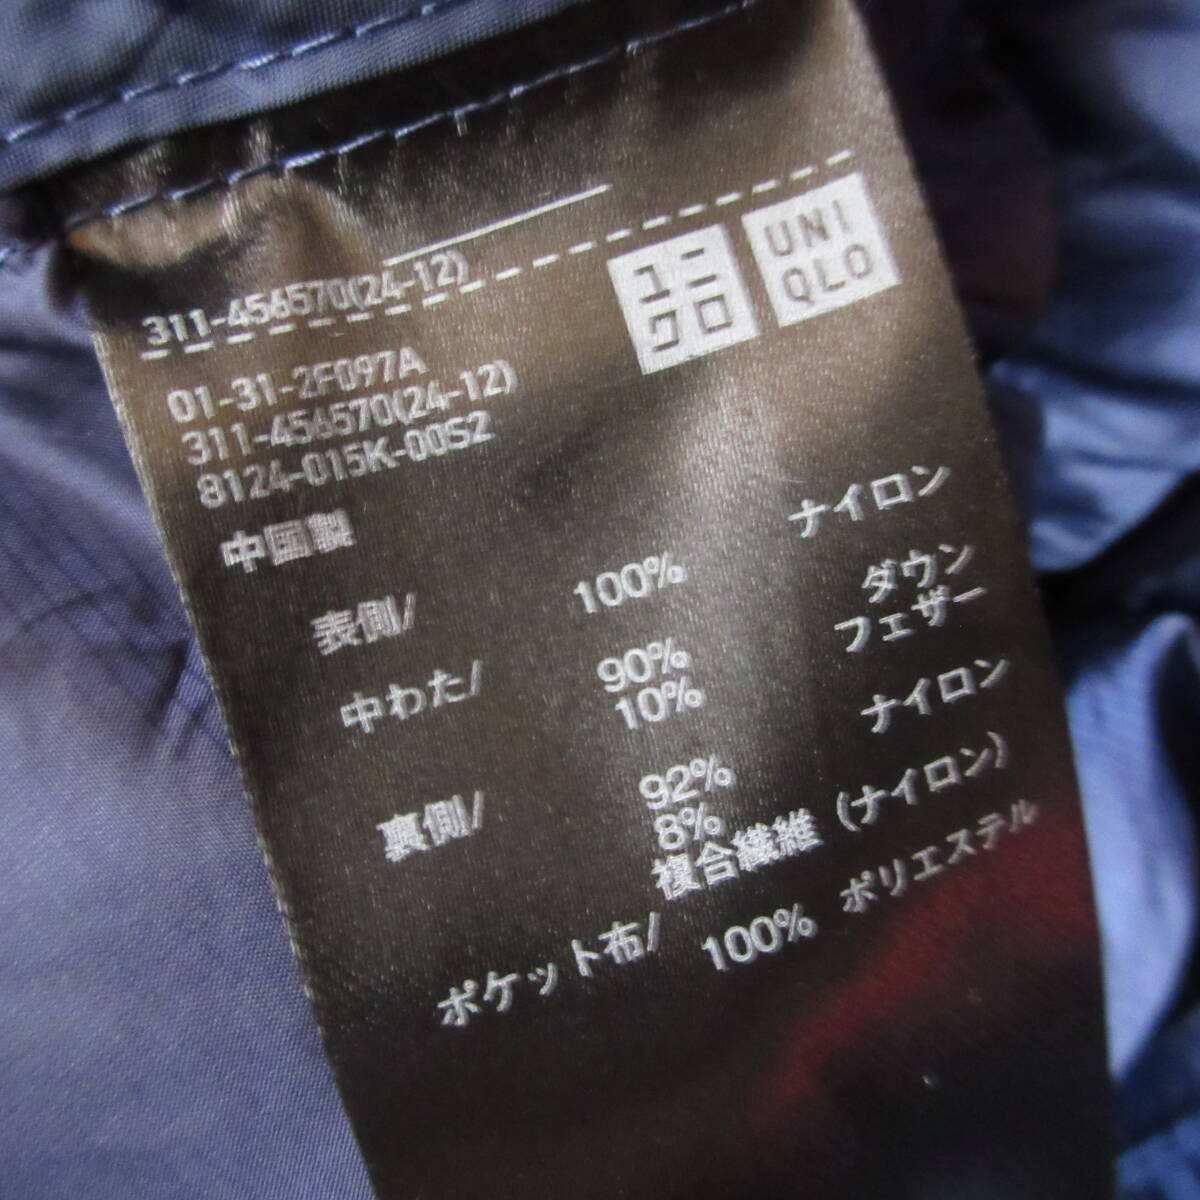 311-456570(24-12)
ユニ
クロ
UNI
QLO
01-31-2F097A
311-456570(24-12)
8124-015K-00S2
中国製
表側/ 100% ナイロン
中わた/ 90% ダウン
10% フェザー
裏側/ 92% ナイロン
8%
複合繊維 (ナイロン)
ポケット布/ 100% ポリエステル